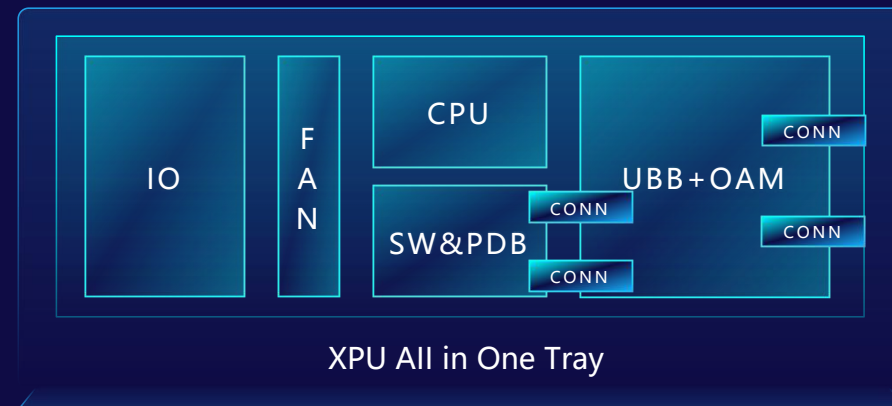 IO
F
A
N
CPU
SW&PDB
CONN
CONN
UBB+OAM
CONN
CONN
XPU All in One Tray